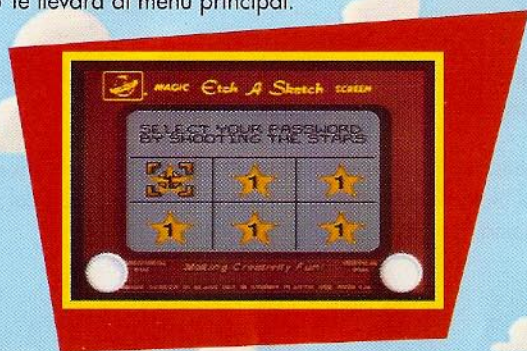 te llevará al menú principal.
MAGIC Etch A Sketch SCREEN
SELECT YOUR PASSWORD
BY SHOOTING THE STARS
1 1 1
1 1 1
Making Creativity Fun!